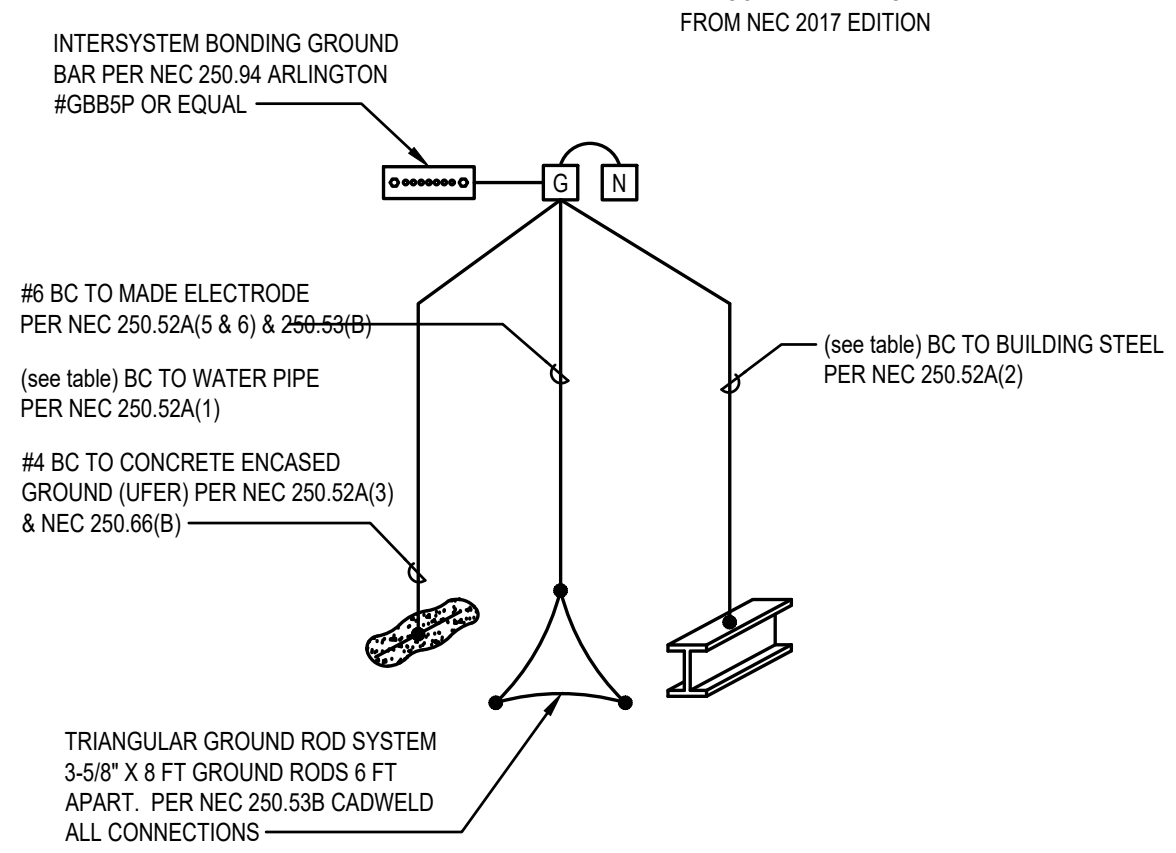 FROM NEC 2017 EDITION
INTERSYSTEM BONDING GROUND
BAR PER NEC 250.94 ARLINGTON
#GBB5P OR EQUAL
G
N
#6 BC TO MADE ELECTRODE
PER NEC 250.52A(5 & 6) & 250.53(B)
(see table) BC TO WATER PIPE
PER NEC 250.52A(1)
#4 BC TO CONCRETE ENCASED
GROUND (UFER) PER NEC 250.52A(3)
& NEC 250.66(B)
(see table) BC TO BUILDING STEEL
PER NEC 250.52A(2)
TRIANGULAR GROUND ROD SYSTEM
3-5/8" X 8 FT GROUND RODS 6 FT
APART. PER NEC 250.53B CADWELD
ALL CONNECTIONS